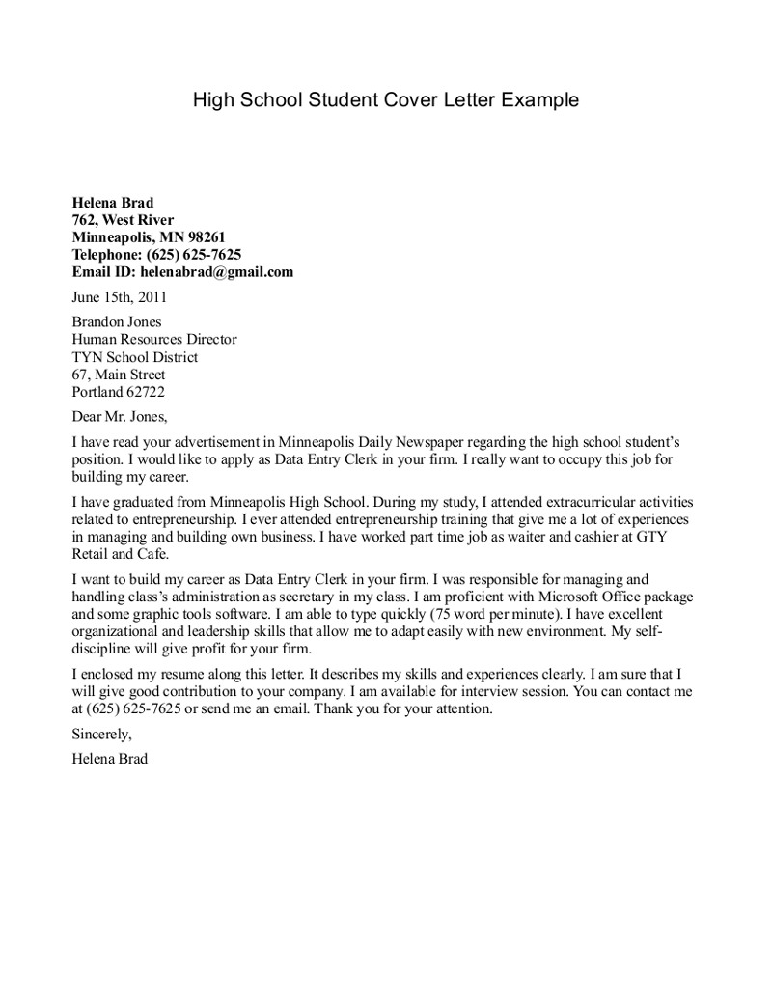 High School Student Cover Letter Example
Helena Brad
762, West River
Minneapolis, MN 98261
Telephone: (625) 625-7625
Email ID: helenabrad@gmail.com
June 15th, 2011
Brandon Jones
Human Resources Director
TYN School District
67, Main Street
Portland 62722
Dear Mr. Jones,
I have read your advertisement in Minneapolis Daily Newspaper regarding the high school student’s
position. I would like to apply as Data Entry Clerk in your firm. I really want to occupy this job for
building my career.
I have graduated from Minneapolis High School. During my study, I attended extracurricular activities
related to entrepreneurship. I ever attended entrepreneurship training that give me a lot of experiences
in managing and building own business. I have worked part time job as waiter and cashier at GTY
Retail and Cafe.
I want to build my career as Data Entry Clerk in your firm. I was responsible for managing and
handling class’s administration as secretary in my class. I am proficient with Microsoft Office package
and some graphic tools software. I am able to type quickly (75 word per minute). I have excellent
organizational and leadership skills that allow me to adapt easily with new environment. My self-
discipline will give profit for your firm.
I enclosed my resume along this letter. It describes my skills and experiences clearly. I am sure that I
will give good contribution to your company. I am available for interview session. You can contact me
at (625) 625-7625 or send me an email. Thank you for your attention.
Sincerely,
Helena Brad